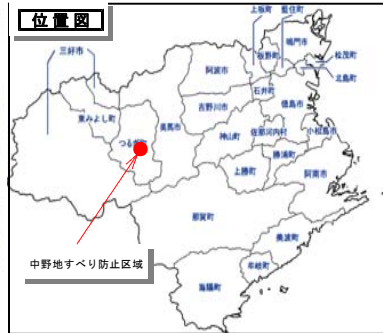 位置図
上板町
藍住町
三好市
鳴門市
松茂町
板野町
北島町
阿波市
石井町
東みよし町
吉野川市
徳島市
つるぎ町
美馬市
神山町
佐那河内村
小松島市
勝浦町
上勝町
阿南市
那賀町
美波町
中野地すべり防止区域
牟岐町
海陽町